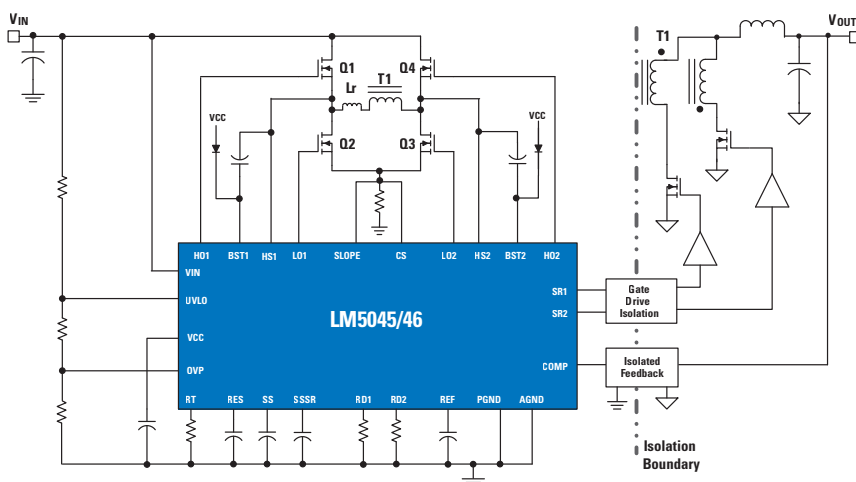 VIN
VOUT
T1
Q1
Q4
Lr
T1
VCC
VCC
Q2
Q3
HO1
BST1
HS1
LO1
SLOPE
CS
LO2
HS2
BST2
HO2
VIN
UVLO
VCC
OVP
LM5045/46
SR1
SR2
COMP
Gate
Drive
Isolation
Isolated
Feedback
RT
RES
SS
SSSR
RD1
RD2
REF
PGND
AGND
Isolation
Boundary